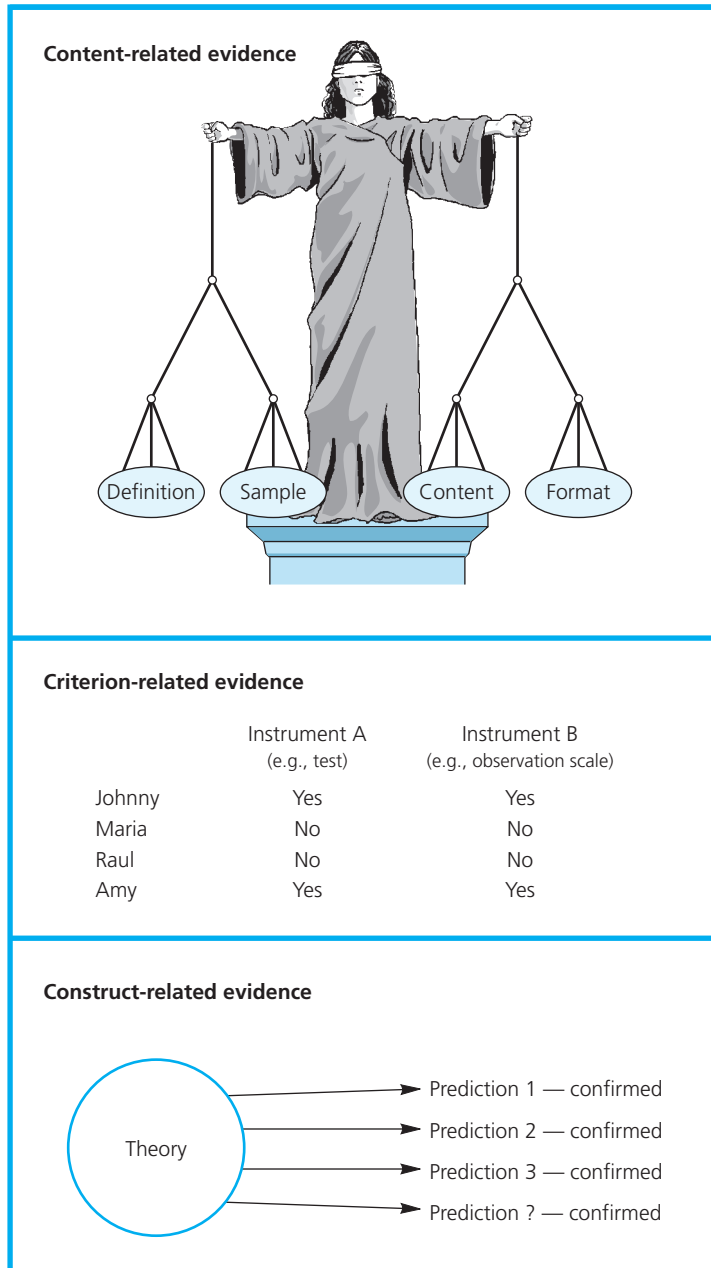 Content-related evidence
Definition Sample Content Format
Criterion-related evidence
Instrument A Instrument B
(e.g., test) (e.g., observation scale)
Johnny Yes Yes
Maria No No
Raul No No
Amy Yes Yes
Construct-related evidence
Theory
Prediction 1 — confirmed
Prediction 2 — confirmed
Prediction 3 — confirmed
Prediction ? — confirmed